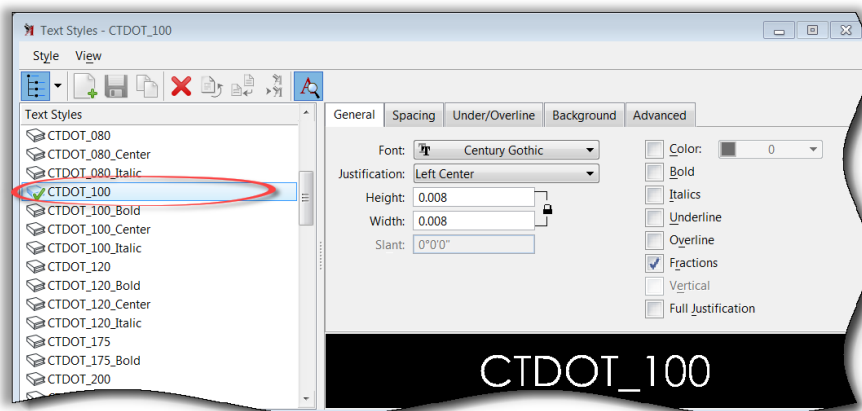 Text Styles - CTDOT_100
Style View
Text Styles
CTDOT_080
CTDOT_080_Center
CTDOT_080_Italic
CTDOT_100
CTDOT_100_Bold
CTDOT_100_Center
CTDOT_100_Italic
CTDOT_120
CTDOT_120_Bold
CTDOT_120_Center
CTDOT_120_Italic
CTDOT_175
CTDOT_175_Bold
CTDOT_200
General Spacing Under/Overline Background Advanced
Font: Century Gothic
Justification: Left Center
Height: 0.008
Width: 0.008
Slant: 0°0'0"
Color: 0
Bold
Italics
Underline
Overline
Fractions
Vertical
Full Justification
CTDOT_100